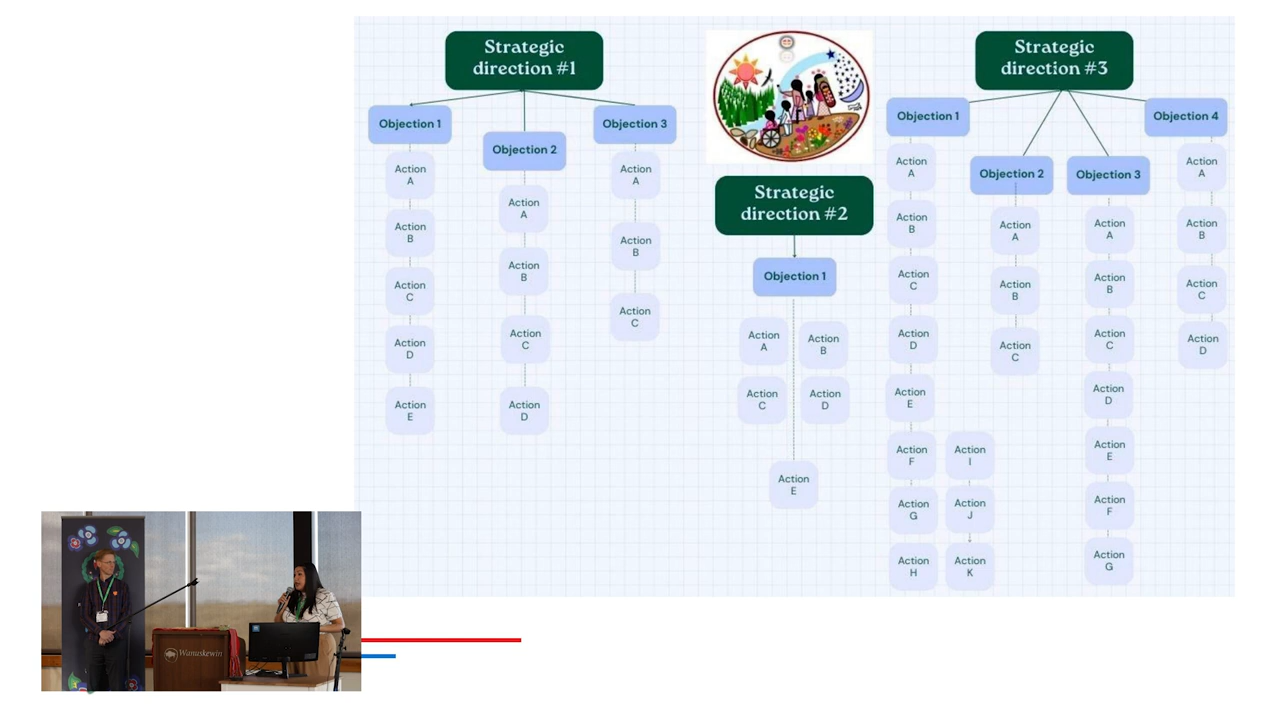 Strategic
direction #1
Objection 1
Action
A
Action
B
Action
C
Action
D
Action
E
Objection 2
Action
A
Action
B
Action
C
Action
D
Objection 3
Action
A
Action
B
Action
C
Strategic
direction #2
Objection 1
Action
A
Action
B
Action
C
Action
D
Action
E
Strategic
direction #3
Objection 1
Action
A
Action
B
Action
C
Action
D
Action
E
Action
F
Action
G
Action
H
Action
I
Action
J
Action
K
Objection 2
Action
A
Action
B
Action
C
Objection 3
Action
A
Action
B
Action
C
Action
D
Action
E
Action
F
Action
G
Objection 4
Action
A
Action
B
Action
C
Action
D
Wanuskewin